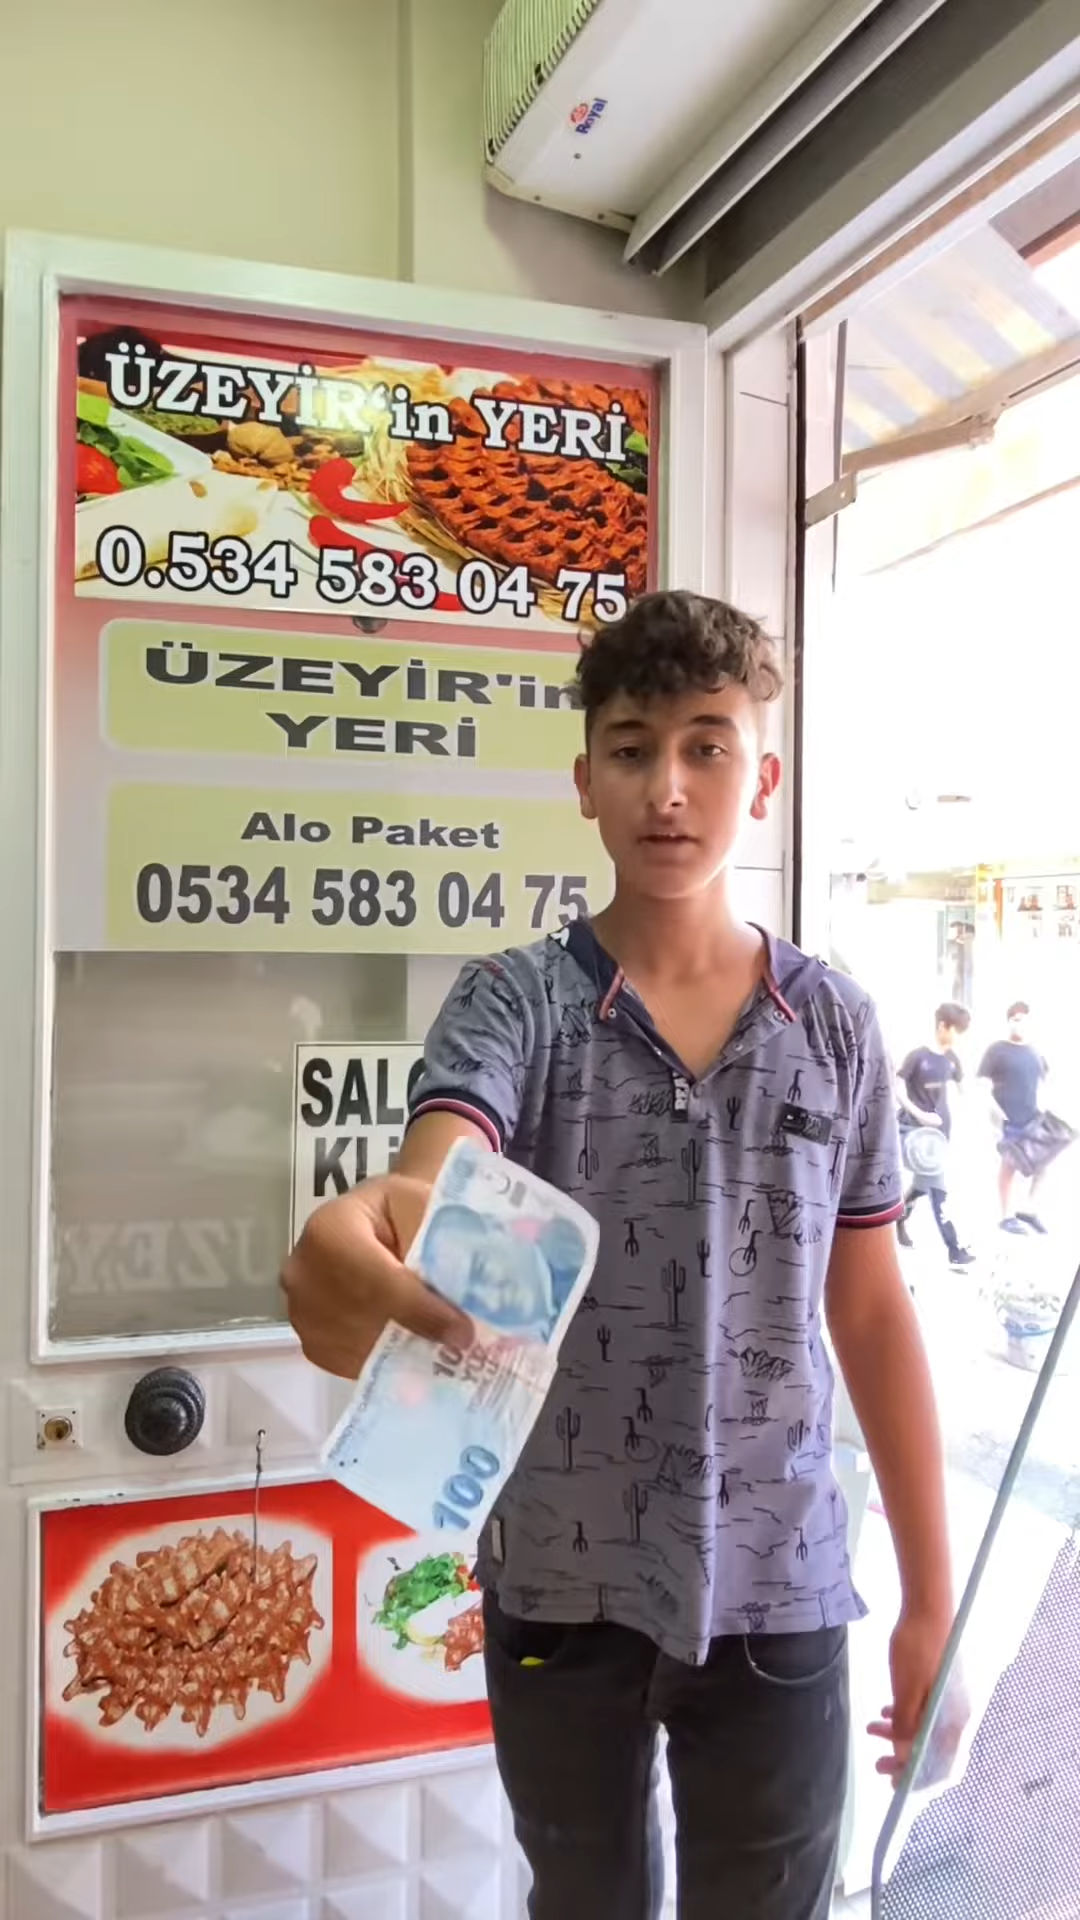 Royal
ÜZEYİR'in YERİ
0.534 583 04 75
ÜZEYİR'in
YERİ
Alo Paket
0534 583 04 75
100